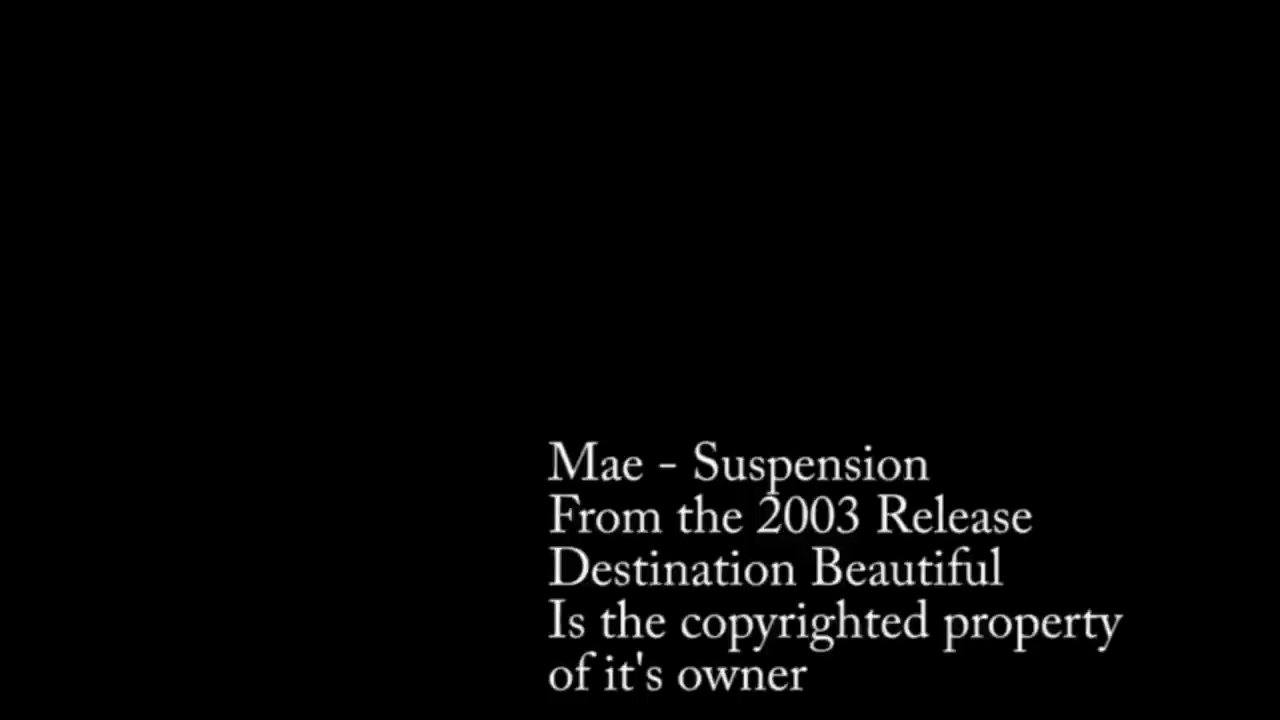 Mae - Suspension
From the 2003 Release
Destination Beautiful
Is the copyrighted property
of it's owner